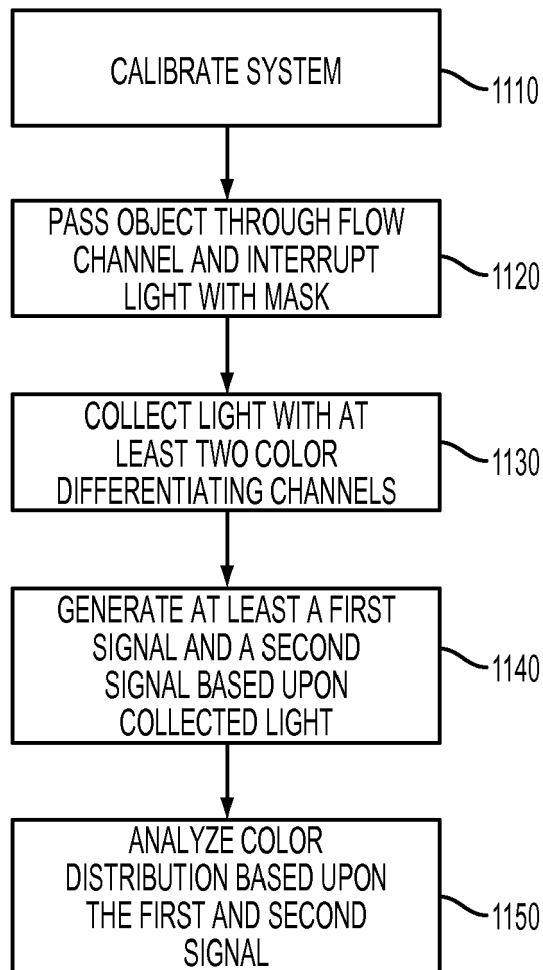 CALIBRATE SYSTEM
1110
PASS OBJECT THROUGH FLOW
CHANNEL AND INTERRUPT
LIGHT WITH MASK
1120
COLLECT LIGHT WITH AT
LEAST TWO COLOR
DIFFERENTIATING CHANNELS
1130
GENERATE AT LEAST A FIRST
SIGNAL AND A SECOND
SIGNAL BASED UPON
COLLECTED LIGHT
1140
ANALYZE COLOR
DISTRIBUTION BASED UPON
THE FIRST AND SECOND
SIGNAL
1150